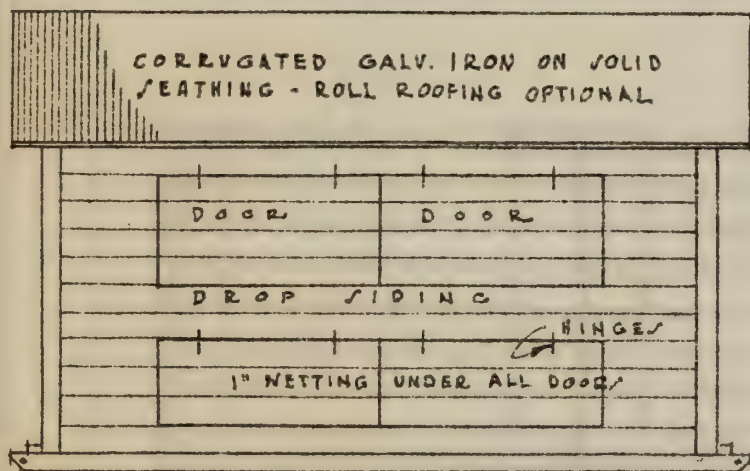 CORRUGATED GALV. IRON ON SOLID
SEATHING - ROLL ROOFING OPTIONAL
DOOR DOOR
DROP SIDING
HINGES
1" NETTING UNDER ALL DOORS